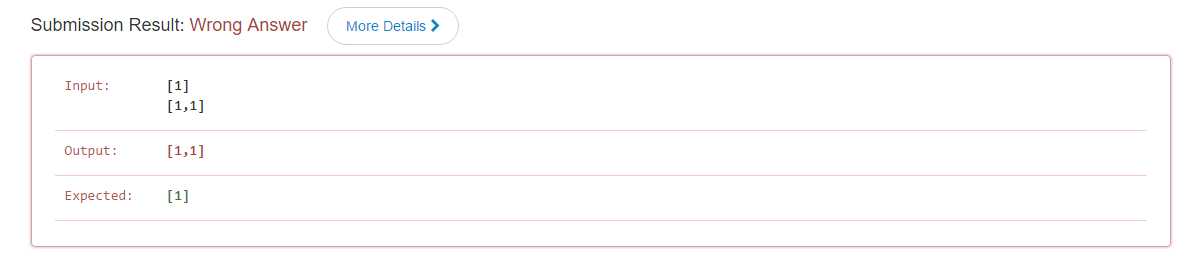 Submission Result: Wrong Answer More Details
Input: [1]
[1,1]
Output: [1,1]
Expected: [1]